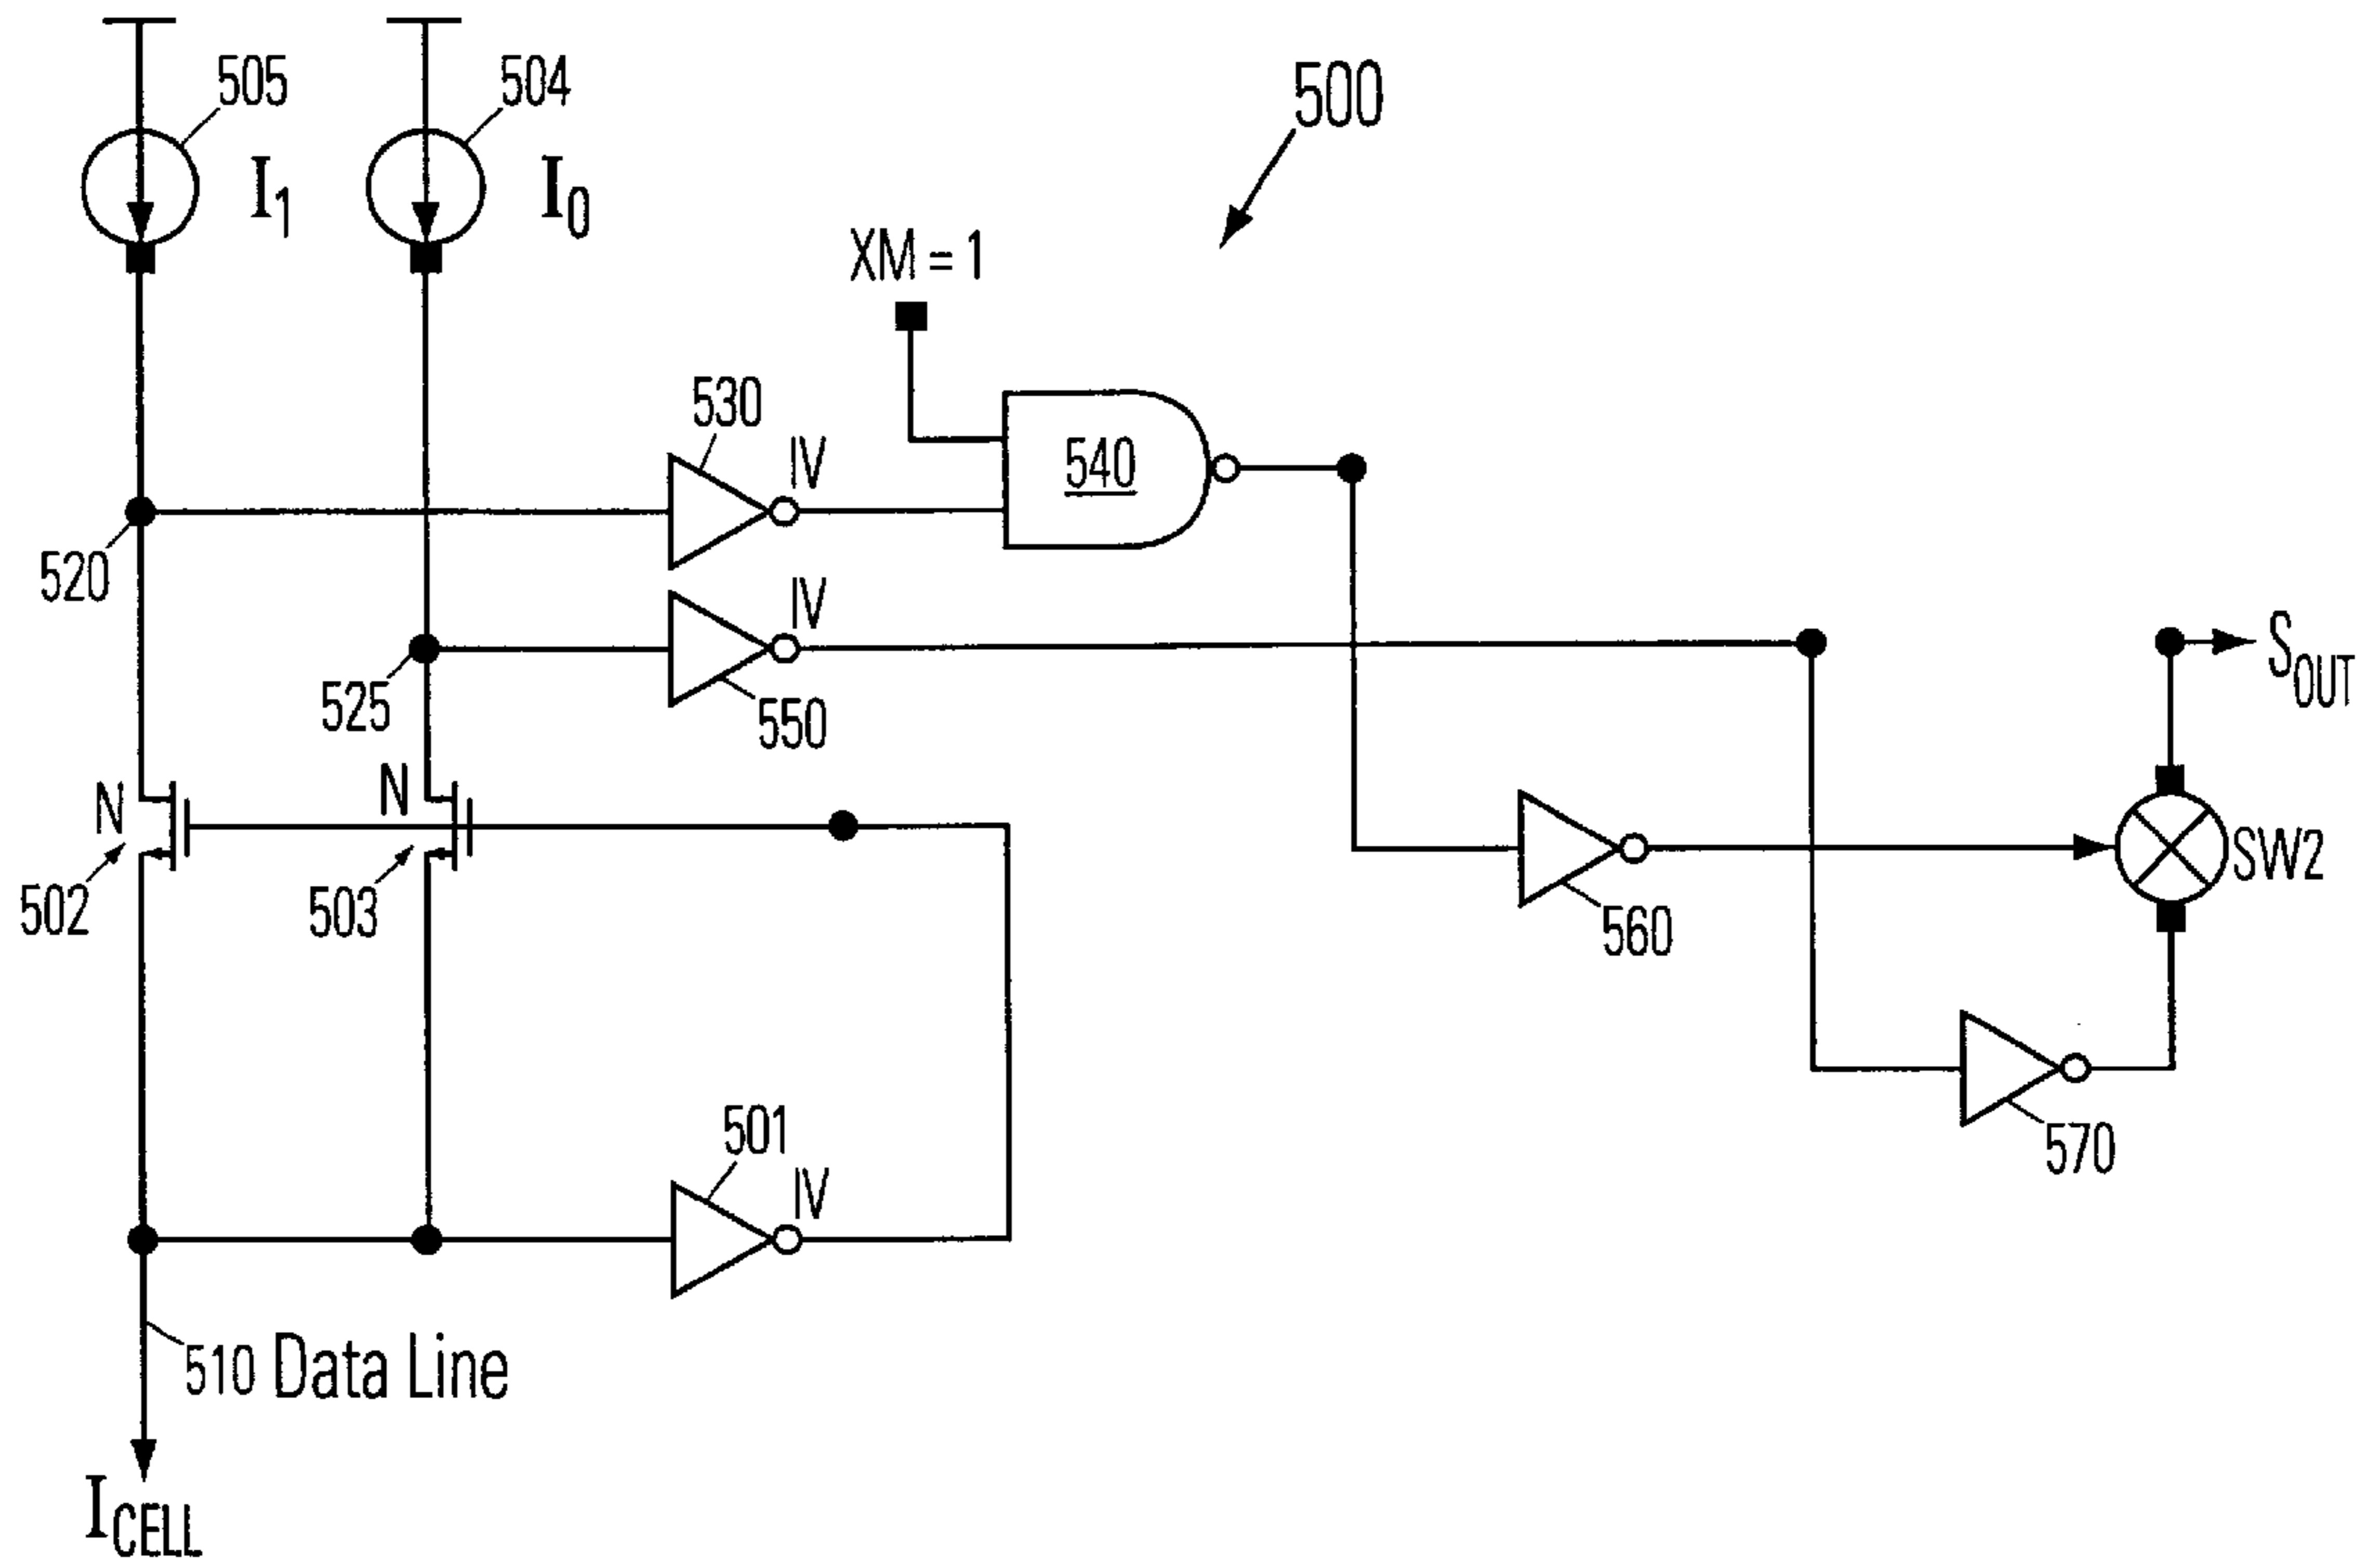 505
504
500
I1
I0
XM = 1
530
IV
540
520
IV
525
550
SOUT
N
N
502
503
SW2
560
501
IV
570
510 Data Line
ICELL